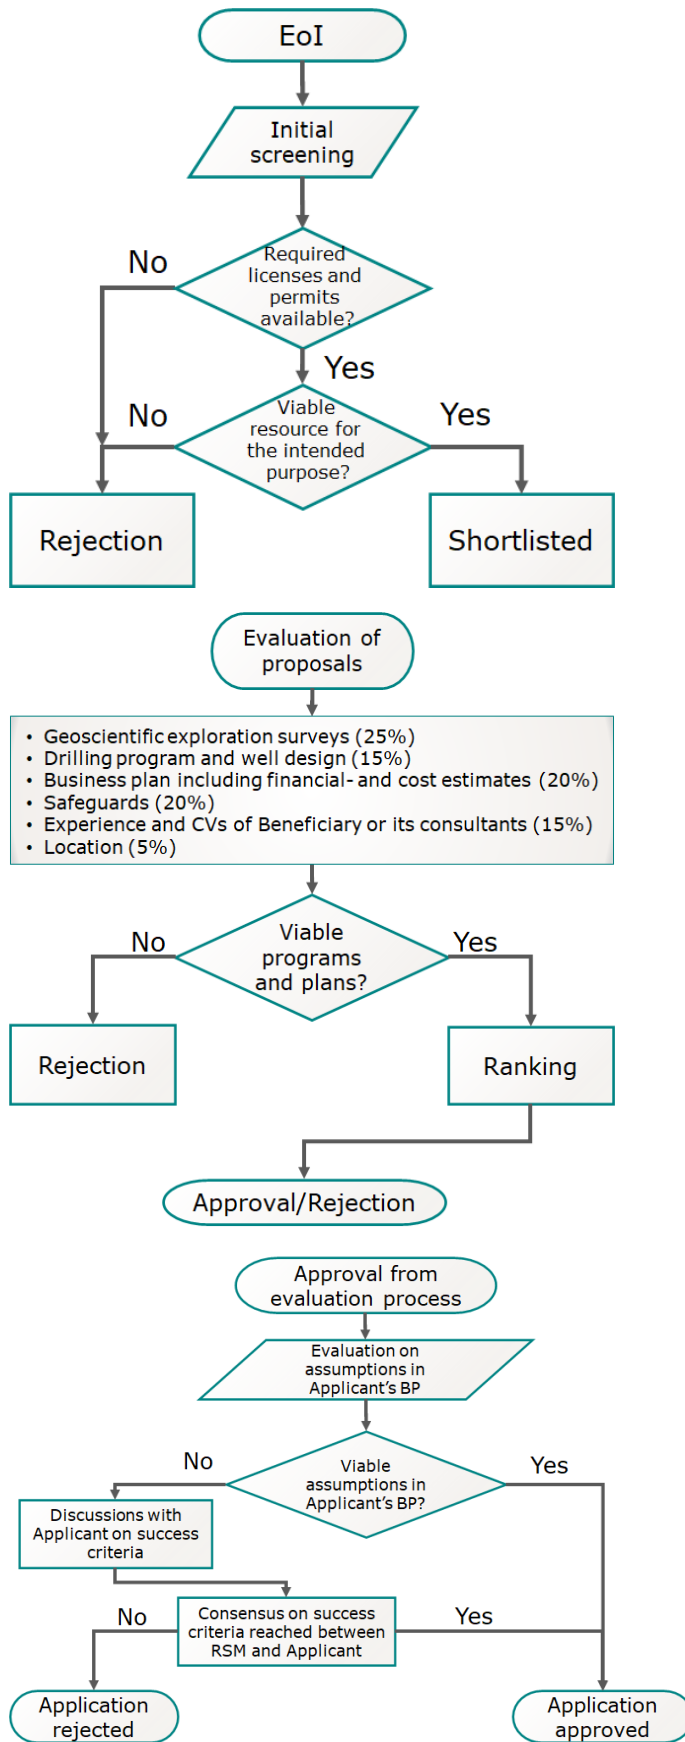 EoI
Initial
screening
Required
licenses and
permits
available?
No
Yes
Viable
resource for
the intended
purpose?
No
Yes
Rejection
Shortlisted
Evaluation of
proposals
• Geoscientific exploration surveys (25%)
• Drilling program and well design (15%)
• Business plan including financial- and cost estimates (20%)
• Safeguards (20%)
• Experience and CVs of Beneficiary or its consultants (15%)
• Location (5%)
No
Viable
programs
and plans?
Yes
Rejection
Ranking
Approval/Rejection
Approval from
evaluation process
Evaluation on
assumptions in
Applicant's BP
No
Viable
assumptions in
Applicant's BP?
Yes
Discussions with
Applicant on success
criteria
No
Consensus on success
criteria reached between
RSM and Applicant
Yes
Application
rejected
Application
approved